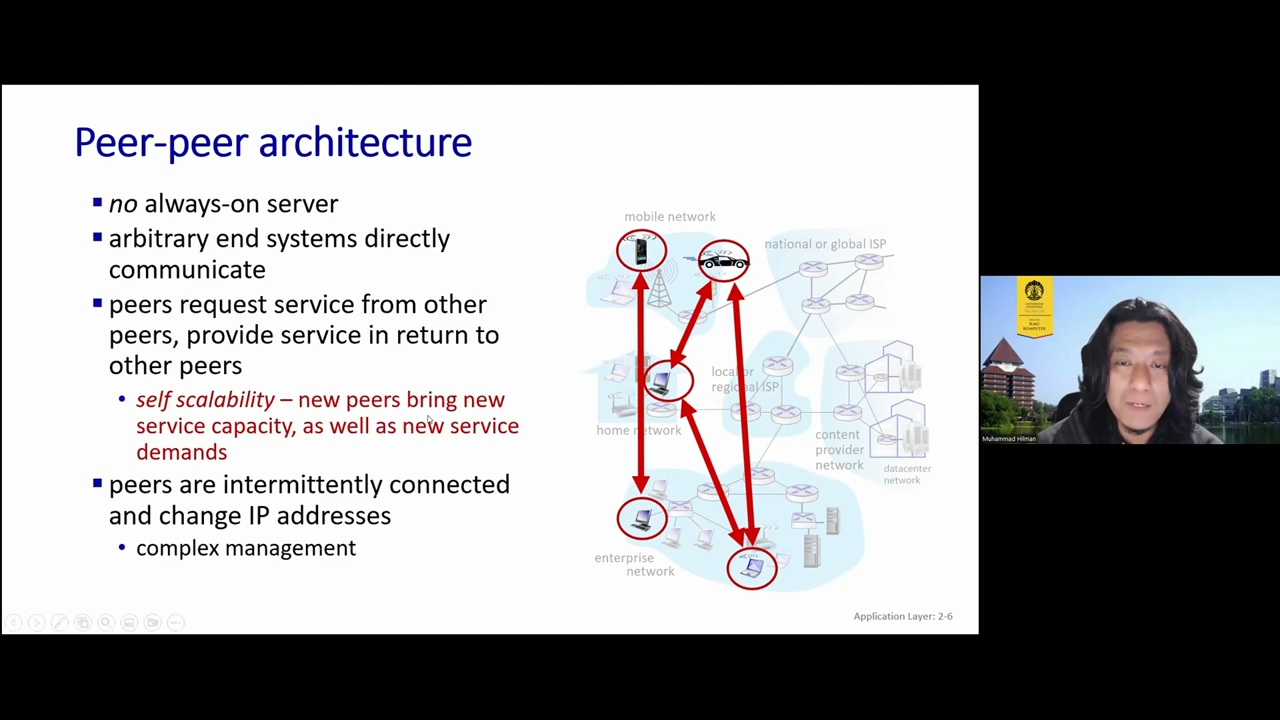 Peer-peer architecture
no always-on server
arbitrary end systems directly
communicate
peers request service from other
peers, provide service in return to
other peers
self scalability – new peers bring new
service capacity, as well as new service
demands
peers are intermittently connected
and change IP addresses
complex management
mobile network
national or global ISP
local or
regional ISP
home network
content
provider
network
datacenter
network
enterprise
network
Application Layer: 2-6
ILMU
KOMPUTER
Muhammad Hilman